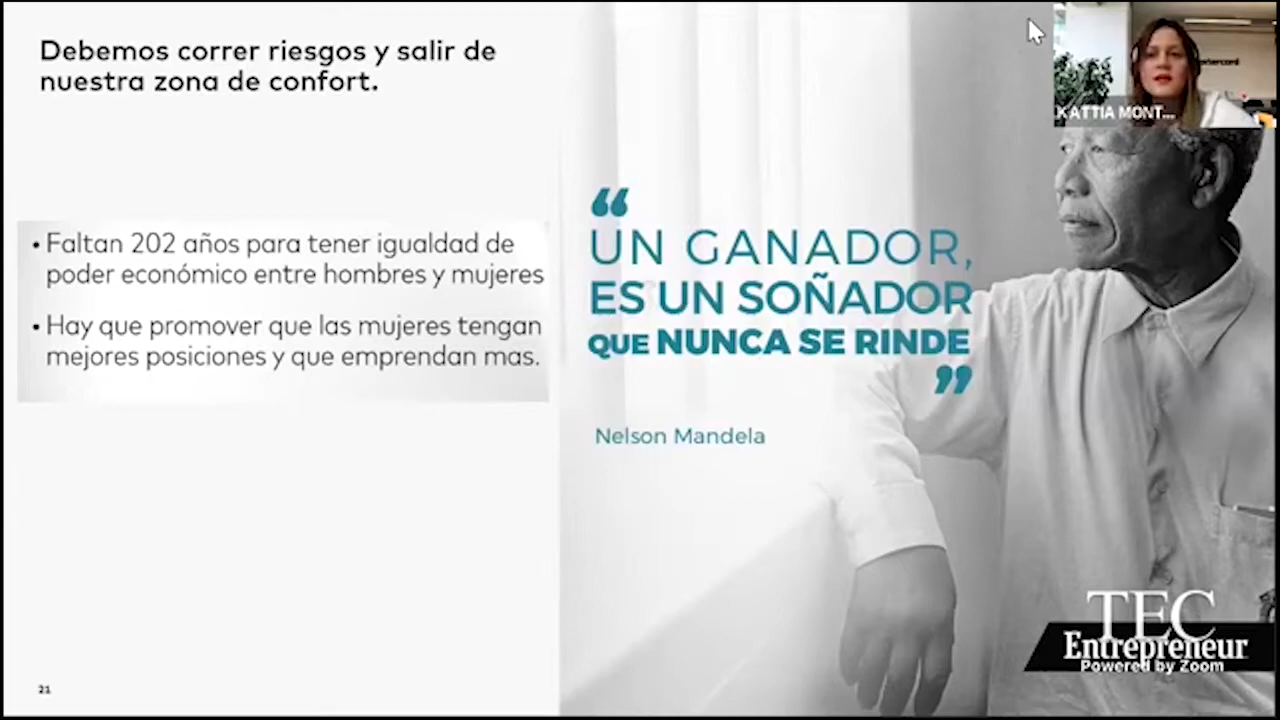 Debemos correr riesgos y salir de
nuestra zona de confort.
• Faltan 202 años para tener igualdad de
poder económico entre hombres y mujeres
• Hay que promover que las mujeres tengan
mejores posiciones y que emprendan mas.
“
UN GANADOR,
ES UN SOÑADOR
QUE NUNCA SE RINDE
”
Nelson Mandela
KATTIA MONT...
TEC
Entrepreneur
Powered by Zoom
21